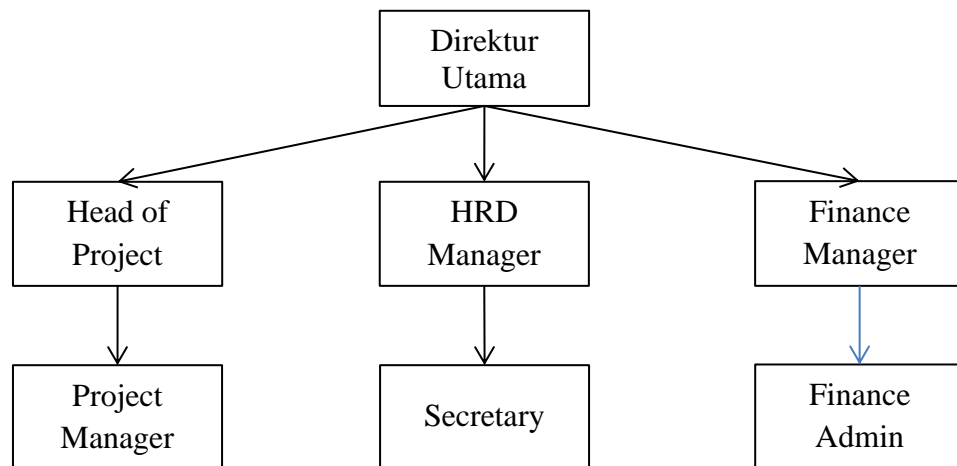 Direktur
Utama
Head of
Project
HRD
Manager
Finance
Manager
Project
Manager
Secretary
Finance
Admin